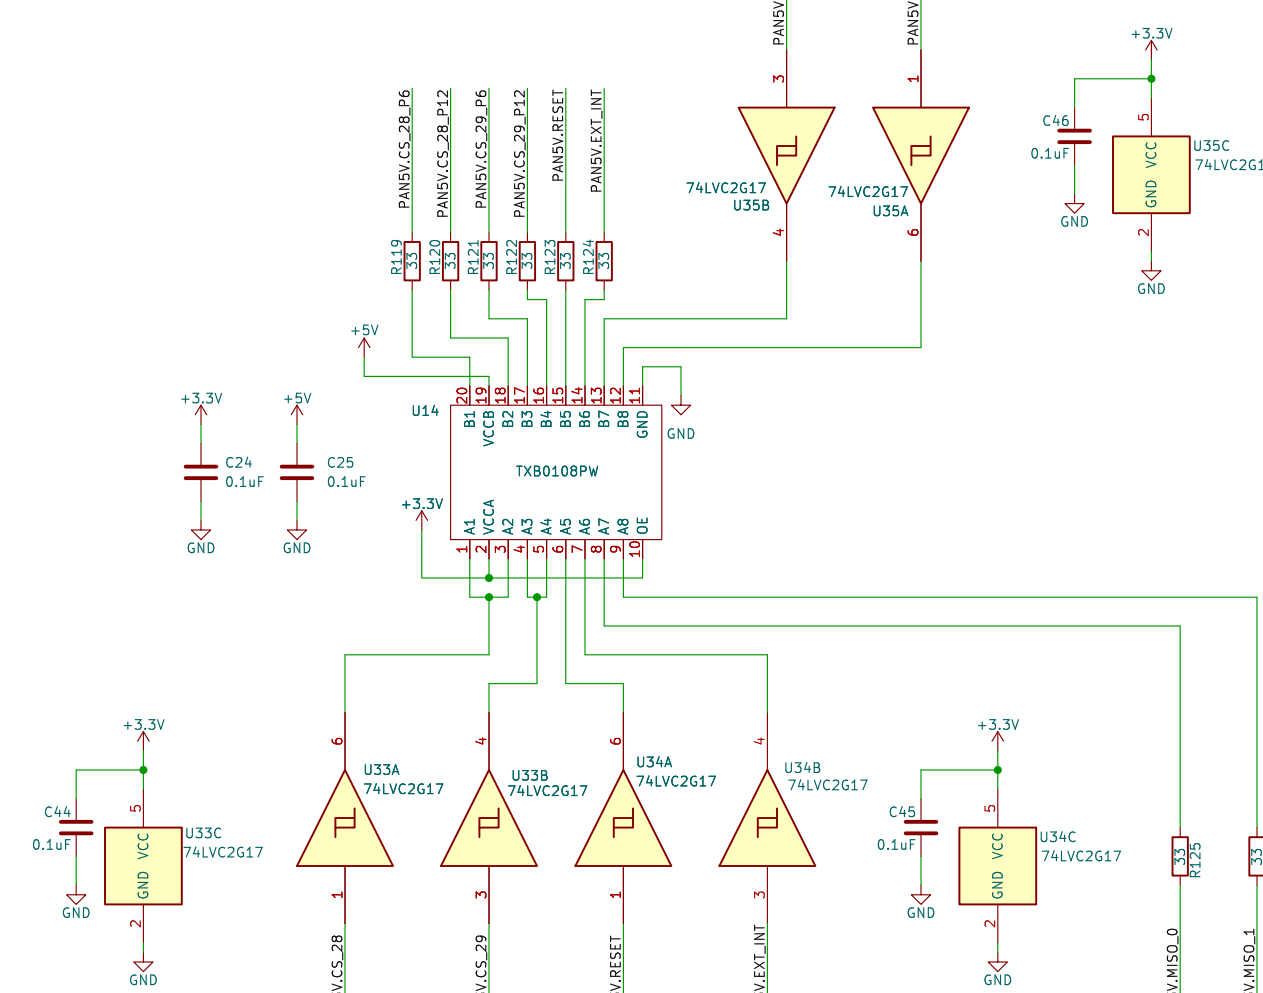 PAN5V
PAN5V
+3.3V
3
1
C46
0.1uF
5
U35C
74LVC2G1
VCC
GND
2
GND
GND
74LVC2G17
U35B
74LVC2G17
U35A
4
6
PAN5V.CS_28_P6
PAN5V.CS_28_P12
PAN5V.CS_29_P6
PAN5V.CS_29_P12
PAN5V.RESET
PAN5V.EXT_INT
R119
33
R120
33
R121
33
R122
33
R123
33
R124
33
+5V
20
19
18
17
16
15
14
13
12
11
U14
B1
VCCB
B2
B3
B4
B5
B6
B7
B8
GND
GND
TXB0108PW
+3.3V
+5V
C24
0.1uF
C25
0.1uF
GND
GND
+3.3V
A1
VCCA
A2
A3
A4
A5
A6
A7
A8
OE
1
2
3
4
5
6
7
8
9
10
+3.3V
C44
0.1uF
5
U33C
74LVC2G17
VCC
GND
2
GND
GND
6
U33A
74LVC2G17
1
V.CS_28
4
U33B
74LVC2G17
3
V.CS_29
6
U34A
74LVC2G17
1
V.RESET
4
U34B
74LVC2G17
3
V.EXT_INT
+3.3V
C45
0.1uF
5
U34C
74LVC2G17
VCC
GND
2
GND
GND
33
R125
33
V.MISO_0
V.MISO_1